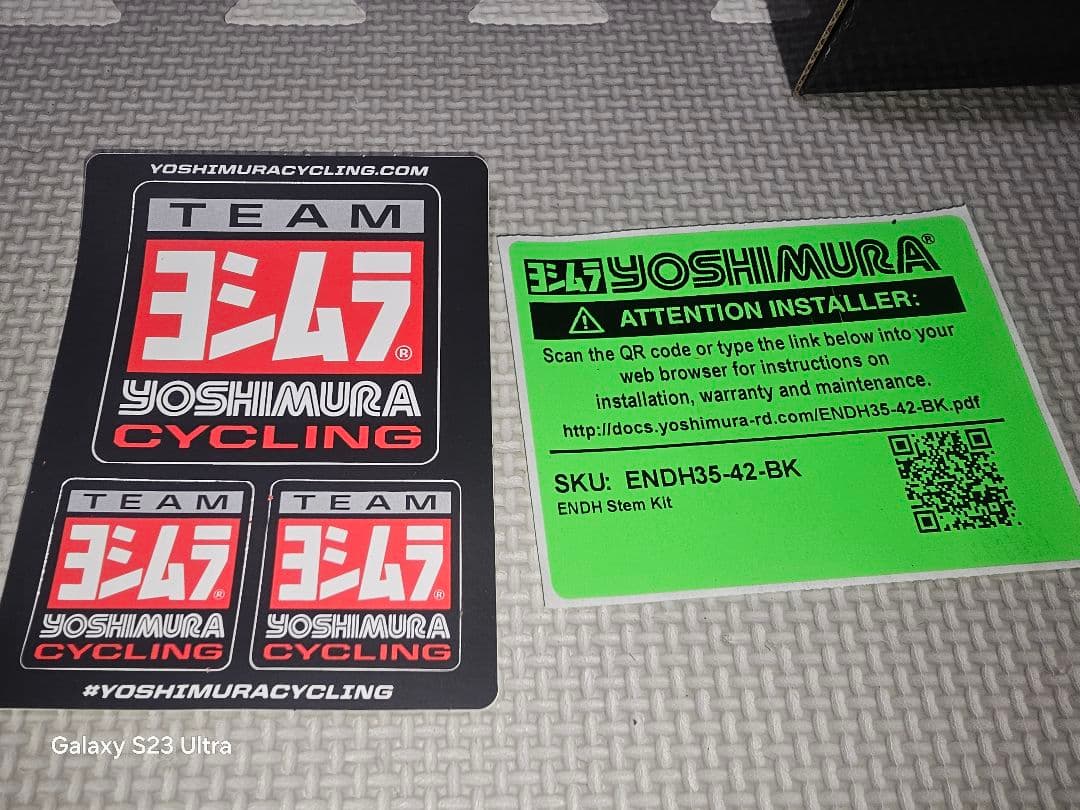 YOSHIMURACYCLING.COM
TEAM
ヨシムラ®
YOSHIMURA
CYCLING
TEAM
ヨシムラ®
YOSHIMURA
CYCLING
TEAM
ヨシムラ®
YOSHIMURA
CYCLING
#YOSHIMURACYCLING
ヨシムラ YOSHIMURA®
ATTENTION INSTALLER:
Scan the QR code or type the link below into your
web browser for instructions on
installation, warranty and maintenance.
http://docs.yoshimura-rd.com/ENDH35-42-BK.pdf
SKU: ENDH35-42-BK
ENDH Stem Kit
Galaxy S23 Ultra